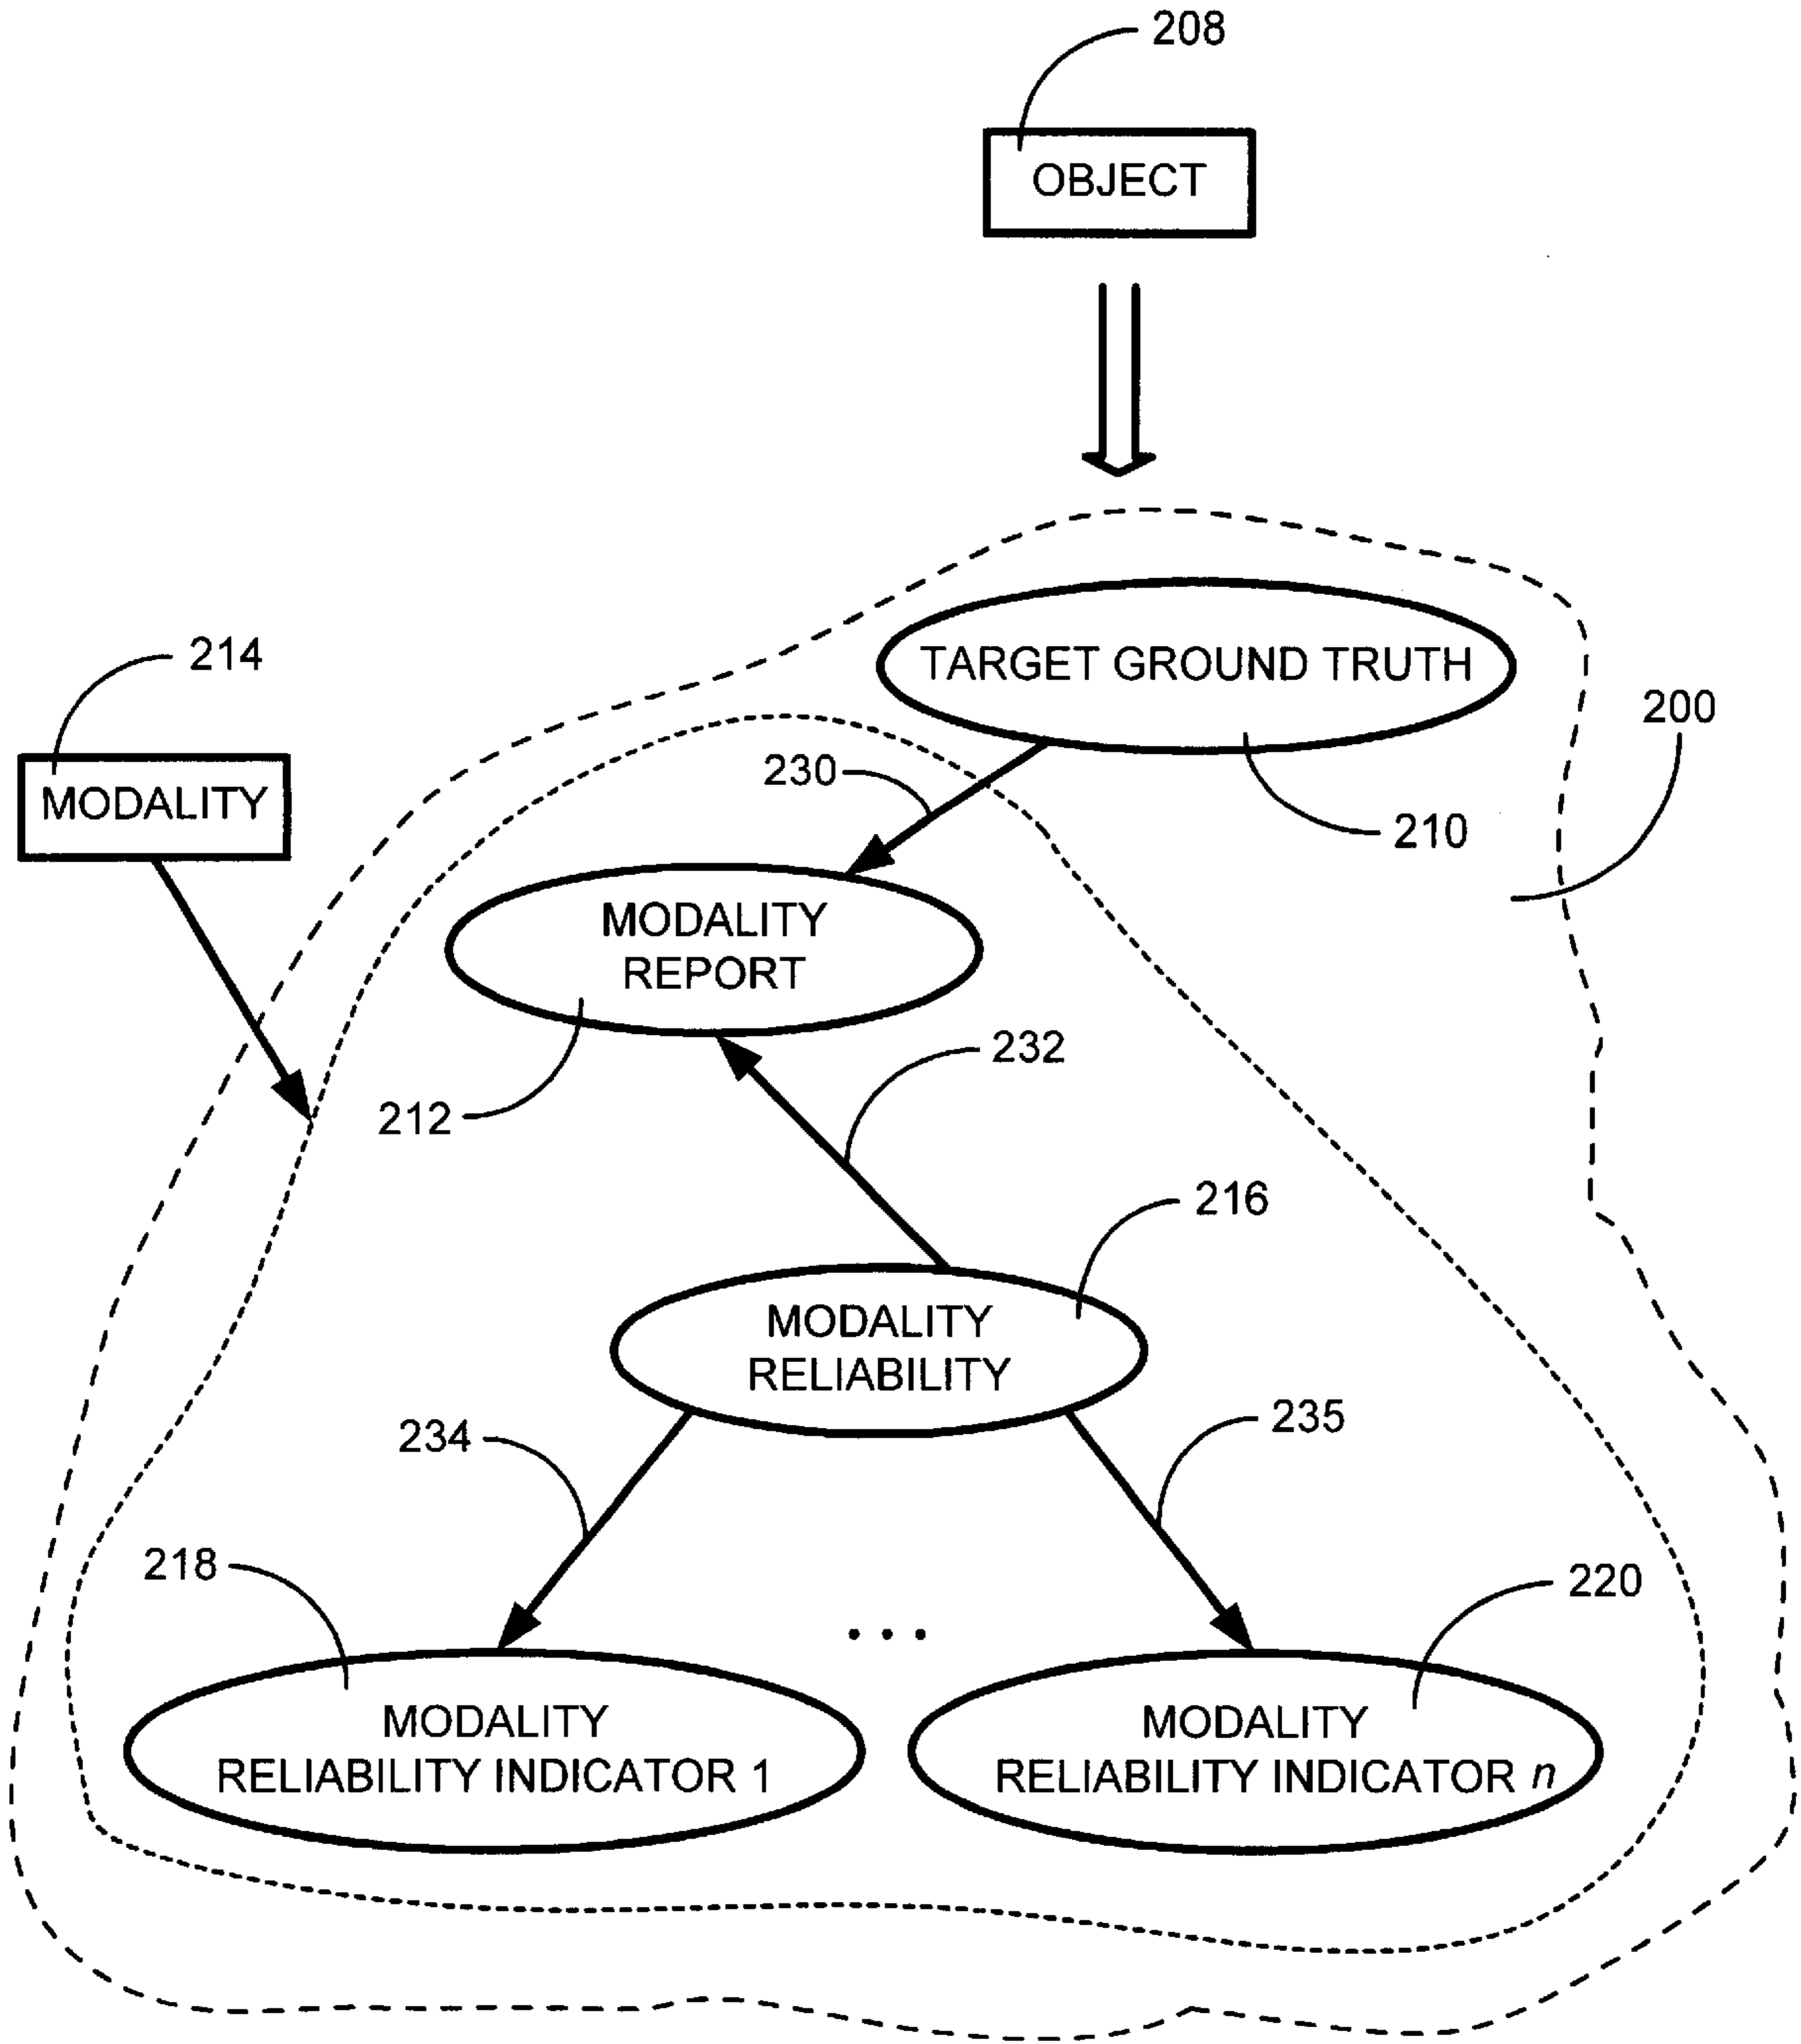 208
OBJECT
214
TARGET GROUND TRUTH
200
230
MODALITY
210
MODALITY
REPORT
232
212
216
MODALITY
RELIABILITY
234
235
218
220
...
MODALITY
RELIABILITY INDICATOR 1
MODALITY
RELIABILITY INDICATOR n